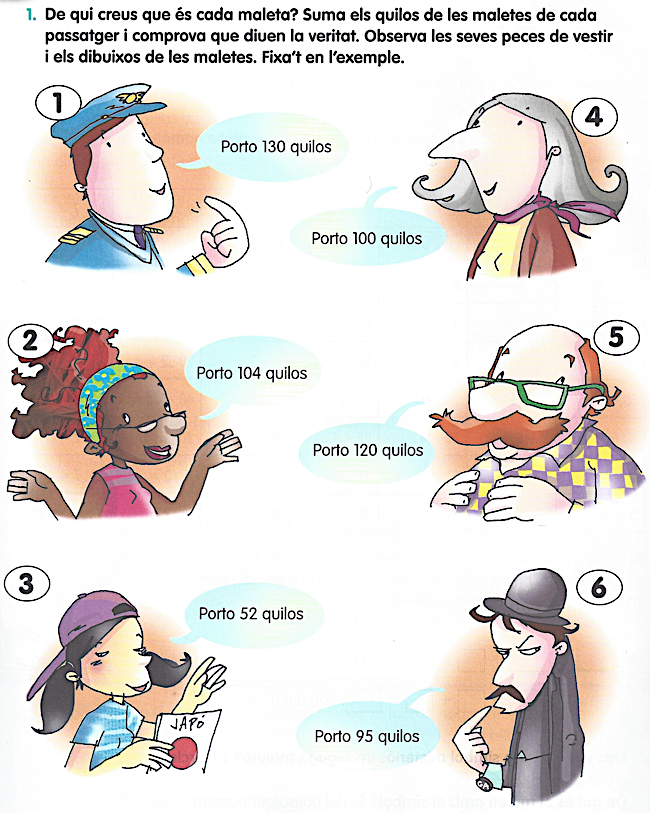 1. De qui creus que és cada maleta? Suma els quilos de les maletes de cada
passatger i comprova que diuen la veritat. Observa les seves peces de vestir
i els dibuixos de les maletes. Fixa't en l'exemple.
1
Porto 130 quilos
4
Porto 100 quilos
2
Porto 104 quilos
5
Porto 120 quilos
3
Porto 52 quilos
JAPÓ
6
Porto 95 quilos